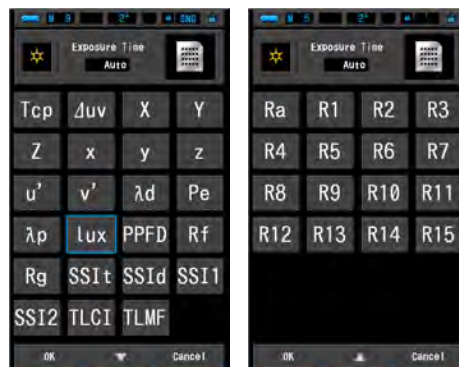 Exposure Time
Auto
Tcp ⊿uv X Y
Z x y z
u' v' λd Pe
λp lux PPFD Rf
Rg SSIt SSId SSI1
SSI2 TLCI TLMF
OK Cancel
Exposure Time
Auto
Ra R1 R2 R3
R4 R5 R6 R7
R8 R9 R10 R11
R12 R13 R14 R15
OK Cancel